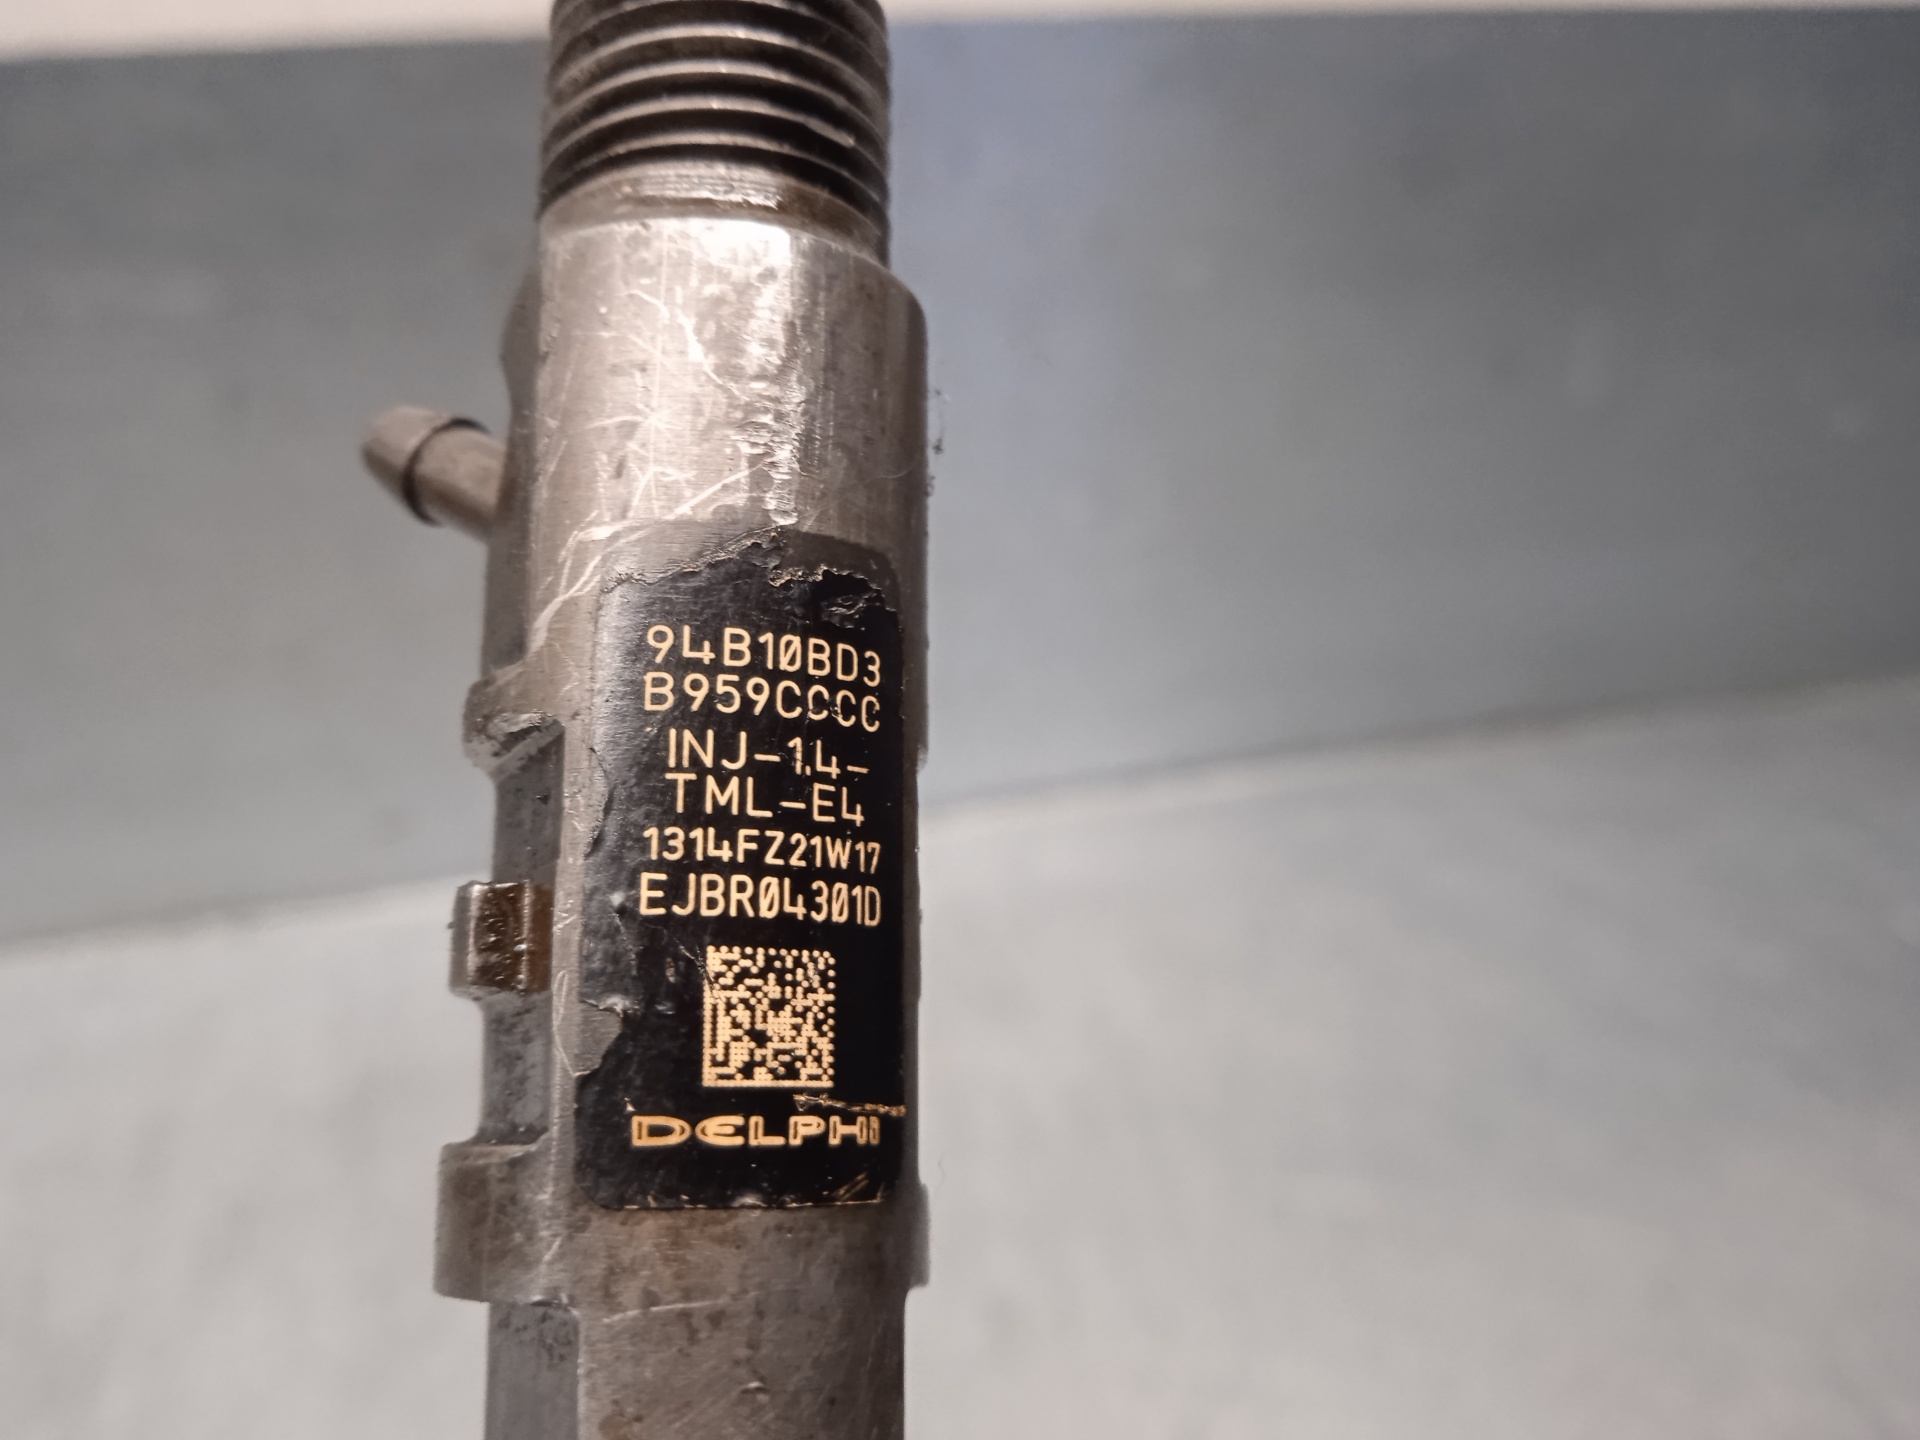 94B10BD3
B959CCCC
INJ-1.4-
TML-E4
1314FZ21W17
EJBR04301D
DELPHI